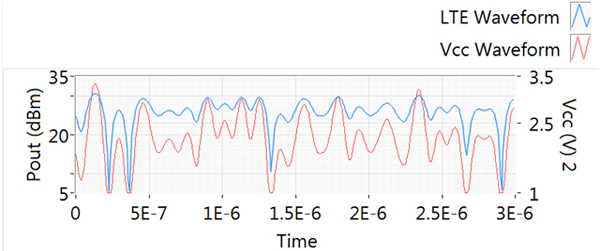 LTE Waveform
Vcc Waveform
35
20
5
Pout (dBm)
3.5
2.5
1
Vcc (V) 2
0 5E-7 1E-6 1.5E-6 2E-6 2.5E-6 3E-6
Time